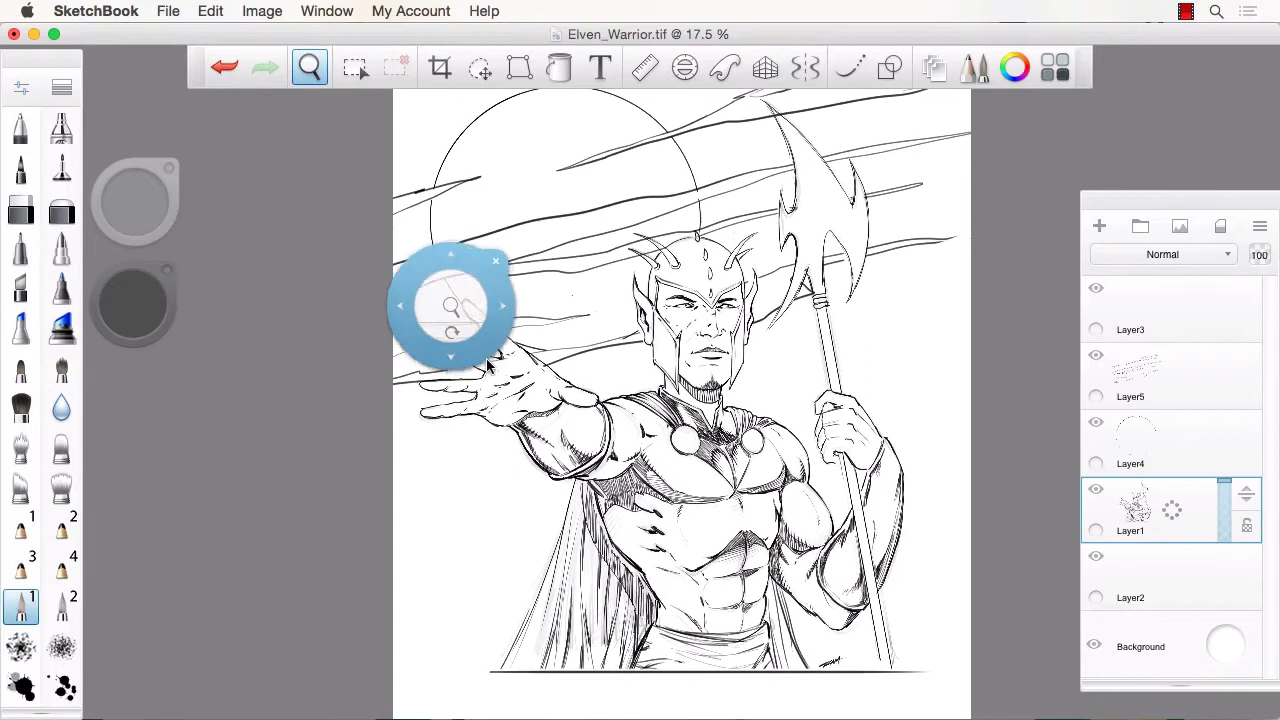 SketchBook File Edit Image Window My Account Help
Elven_Warrior.tif @ 17.5 %
T
Normal 100
Layer3
Layer5
Layer4
Layer1
Layer2
Background
1 2
3 4
1 2